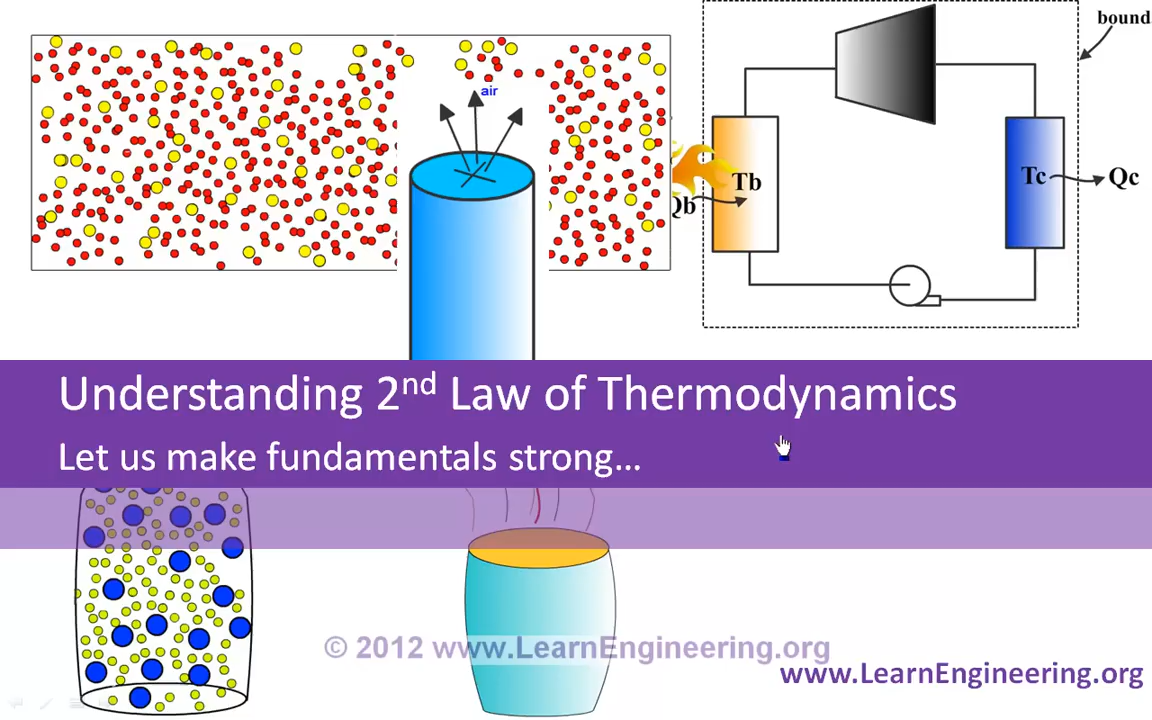 bound
air
Tb
Tc
Qc
Qb
Understanding 2nd Law of Thermodynamics
Let us make fundamentals strong...
© 2012 www.LearnEngineering.org
www.LearnEngineering.org